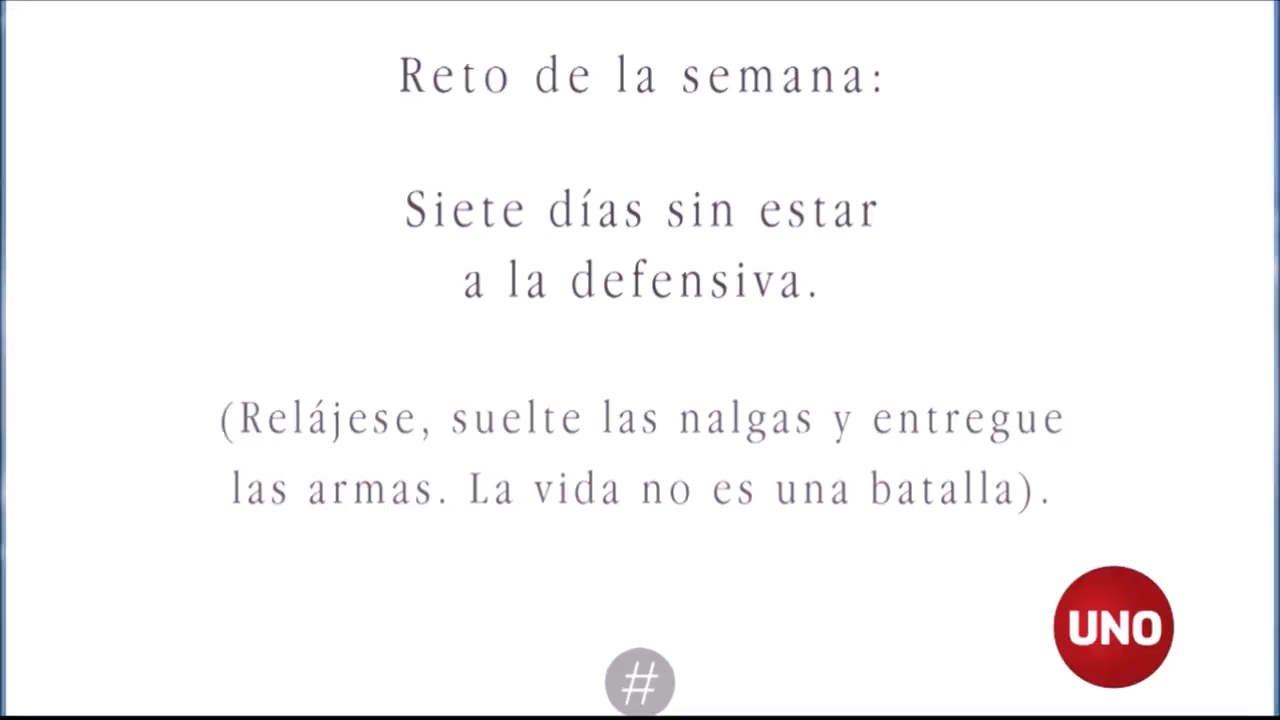 Reto de la semana:
Siete días sin estar
a la defensiva.
(Relájese, suelte las nalgas y entregue
las armas. La vida no es una batalla).
UNO
#